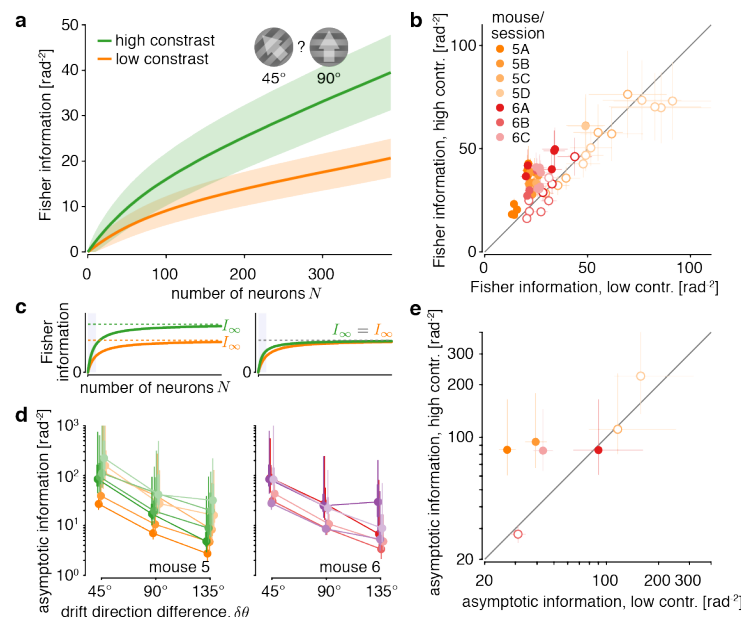 a
50
40
30
20
10
0
Fisher information [rad⁻²]
high constrast
low constrast
?
45°
90°
0
100
200
300
number of neurons N
b
mouse/
session
5A
5B
5C
5D
6A
6B
6C
100
50
0
Fisher information, high contr. [rad⁻²]
0
50
100
Fisher information, low contr. [rad⁻²]
c
Fisher
information
0
I∞
I∞
number of neurons N
I∞ = I∞
0
d
asymptotic information [rad⁻²]
10³
10²
10¹
10⁰
mouse 5
45°
90°
135°
mouse 6
45°
90°
135°
drift direction difference, δθ
e
asymptotic information, high contr. [rad⁻²]
300
200
100
20
20
100
200 300
asymptotic information, low contr. [rad⁻²]